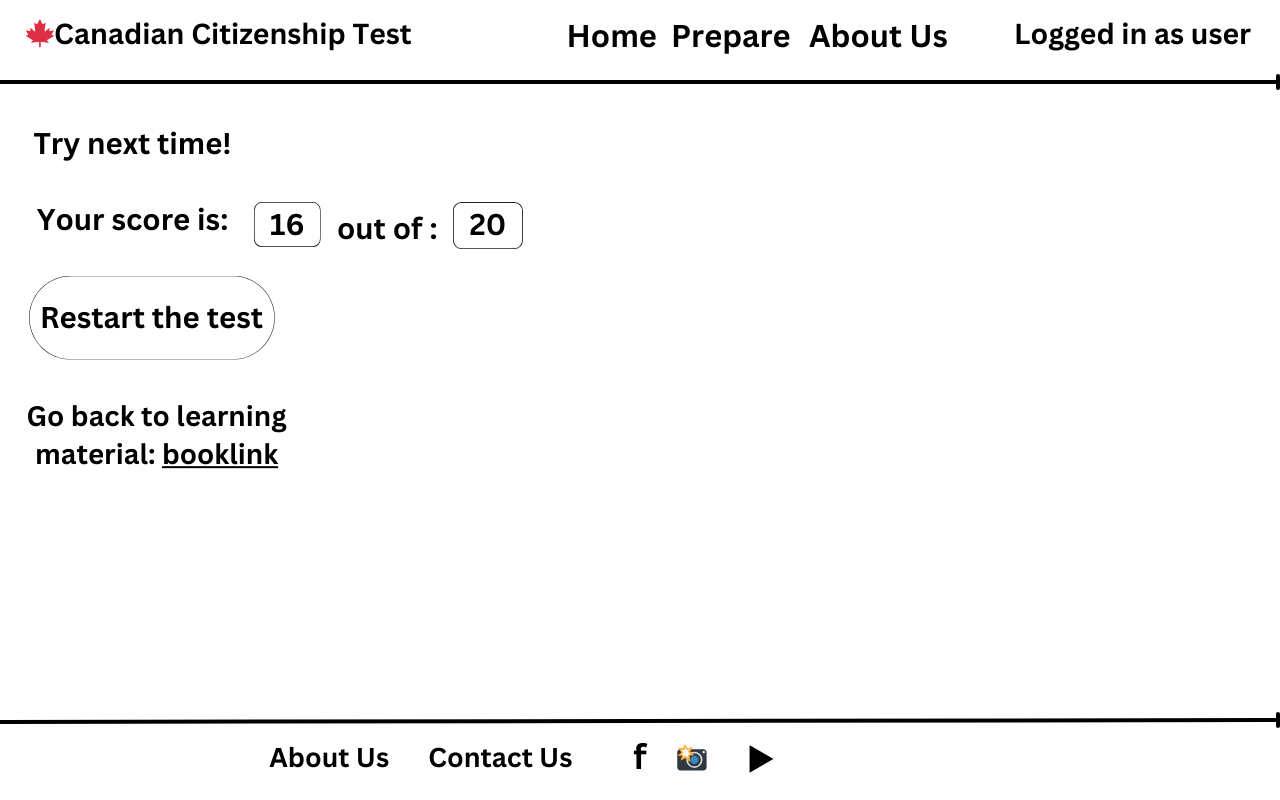 Canadian Citizenship Test Home Prepare About Us Logged in as user
Try next time!
Your score is: 16 out of : 20
Restart the test
Go back to learning
material: booklink
About Us Contact Us f